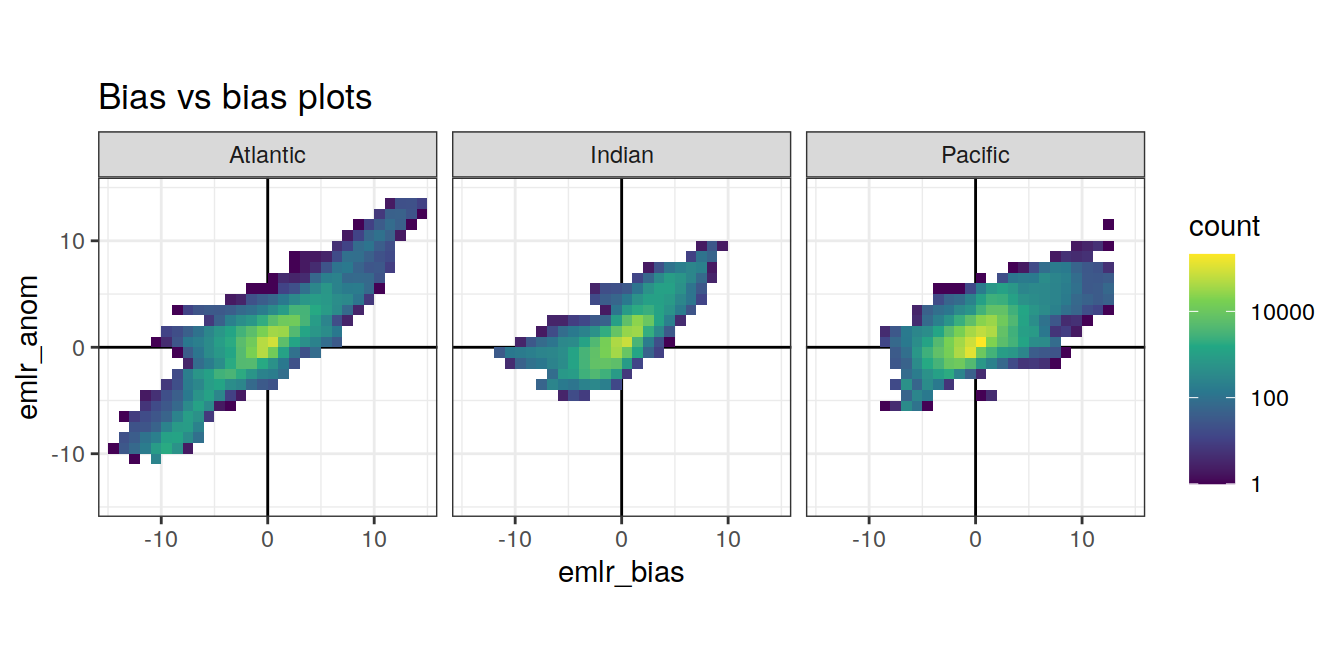 Bias vs bias plots
Atlantic Indian Pacific
count
10000
100
1
10
0
-10
emlr_anom
-10 0 10 -10 0 10 -10 0 10
emlr_bias